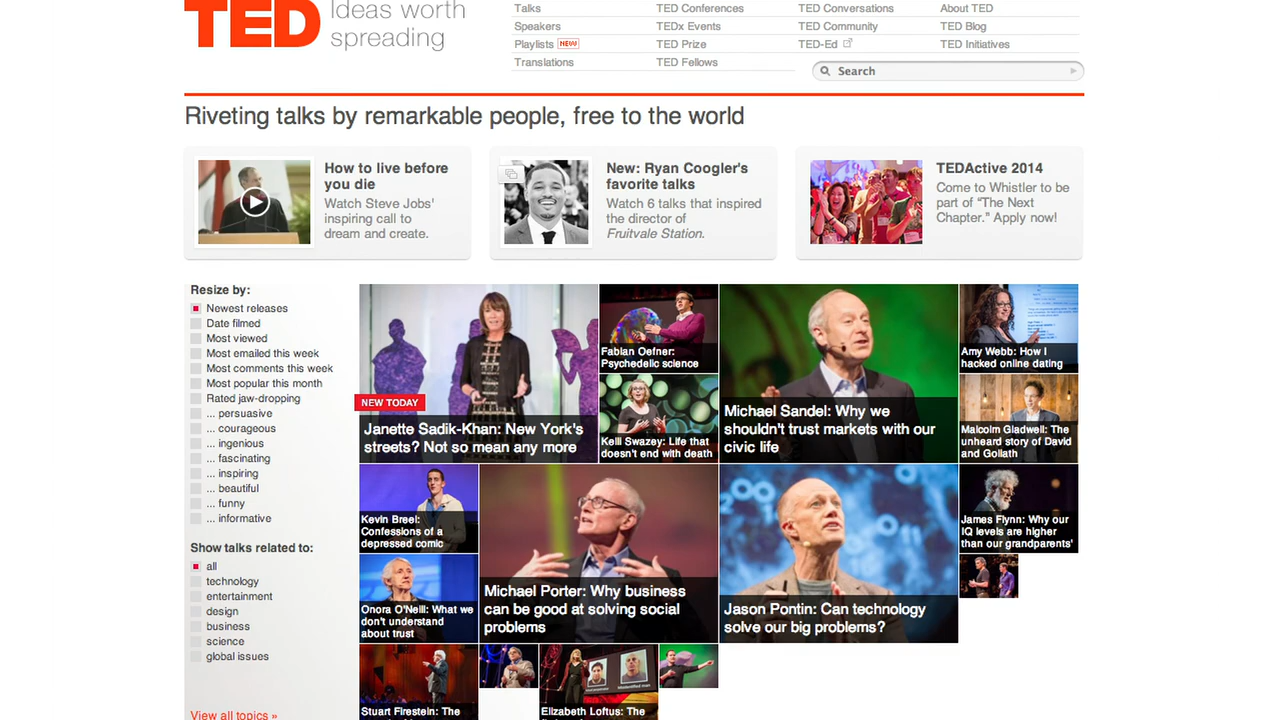 TED
Ideas worth
spreading
Talks
Speakers
Playlists NEW
Translations
TED Conferences
TEDx Events
TED Prize
TED Fellows
TED Conversations
TED Community
TED-Ed
About TED
TED Blog
TED Initiatives
Search
Riveting talks by remarkable people, free to the world
How to live before
you die
Watch Steve Jobs'
inspiring call to
dream and create.
New: Ryan Coogler's
favorite talks
Watch 6 talks that inspired
the director of
Fruitvale Station.
TEDActive 2014
Come to Whistler to be
part of “The Next
Chapter.” Apply now!
Resize by:
Newest releases
Date filmed
Most viewed
Most emailed this week
Most comments this week
Most popular this month
Rated jaw-dropping
... persuasive
... courageous
... ingenious
... fascinating
... inspiring
... beautiful
... funny
... informative
Show talks related to:
all
technology
entertainment
design
business
science
global issues
View all topics »
NEW TODAY
Janette Sadik-Khan: New York's
streets? Not so mean any more
Fabian Oefner:
Psychedelic science
Kelli Swazey: Life that
doesn't end with death
Michael Sandel: Why we
shouldn't trust markets with our
civic life
Amy Webb: How I
hacked online dating
Malcolm Gladwell: The
unheard story of David
and Goliath
Kevin Breel:
Confessions of a
depressed comic
Onora O'Neill: What we
don't understand
about trust
Michael Porter: Why business
can be good at solving social
problems
Jason Pontin: Can technology
solve our big problems?
James Flynn: Why our
IQ levels are higher
than our grandparents'
Stuart Firestein: The
Elizabeth Loftus: The